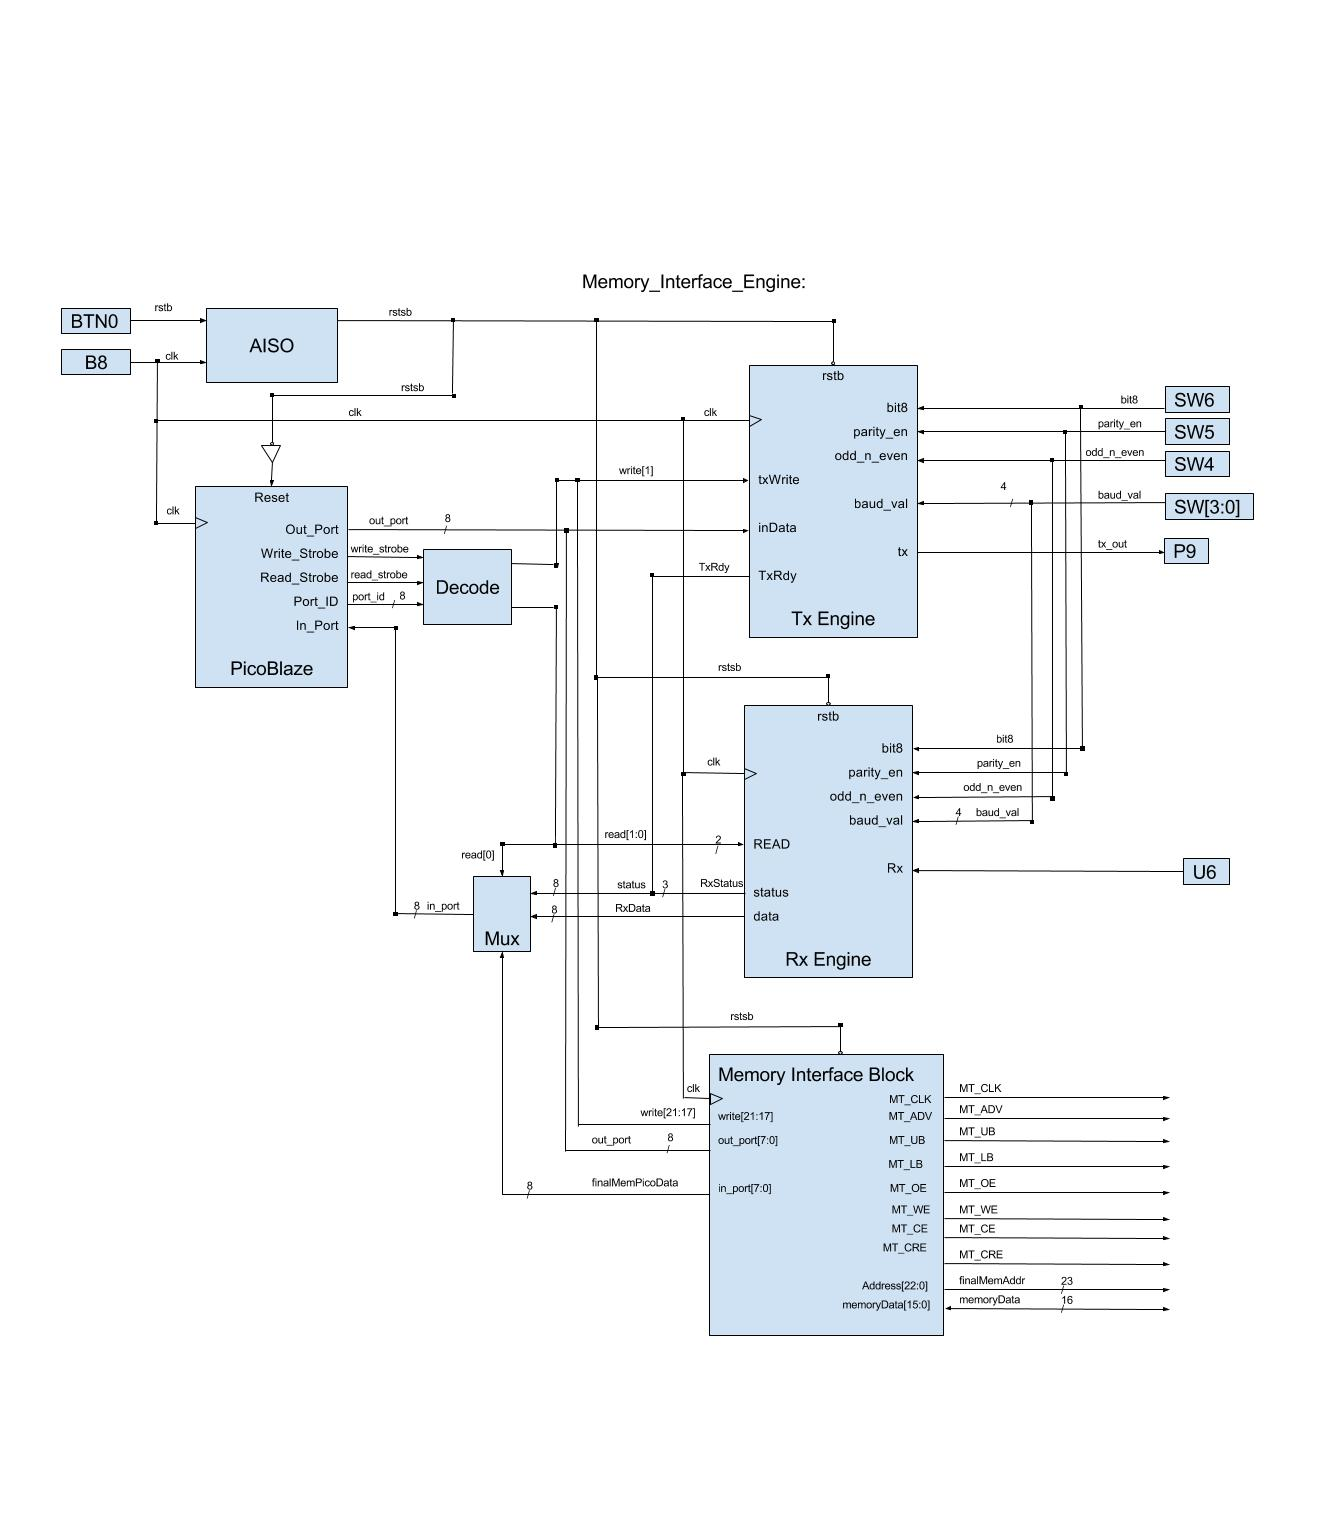 Memory_Interface_Engine:
BTN0
rstb
AISO
rstsb
B8
clk
rstsb
clk
clk
rstb
bit8
bit8
SW6
parity_en
parity_en
SW5
odd_n_even
odd_n_even
SW4
write[1]
txWrite
4
baud_val
baud_val
SW[3:0]
clk
Reset
Out_Port
out_port
8
inData
tx
tx_out
P9
Write_Strobe
write_strobe
Read_Strobe
read_strobe
Decode
TxRdy
TxRdy
Port_ID
port_id
8
In_Port
Tx Engine
PicoBlaze
rstsb
rstb
bit8
bit8
clk
parity_en
parity_en
odd_n_even
odd_n_even
baud_val
4
baud_val
read[1:0]
2
READ
read[0]
Rx
U6
8
status
3
RxStatus
status
8
in_port
8
RxData
data
Mux
Rx Engine
rstsb
Memory Interface Block
clk
MT_CLK
MT_CLK
write[21:17]
write[21:17]
MT_ADV
MT_ADV
out_port
8
out_port[7:0]
MT_UB
MT_UB
MT_LB
MT_LB
8
finalMemPicoData
in_port[7:0]
MT_OE
MT_OE
MT_WE
MT_WE
MT_CE
MT_CE
MT_CRE
MT_CRE
Address[22:0]
finalMemAddr
23
memoryData[15:0]
memoryData
16